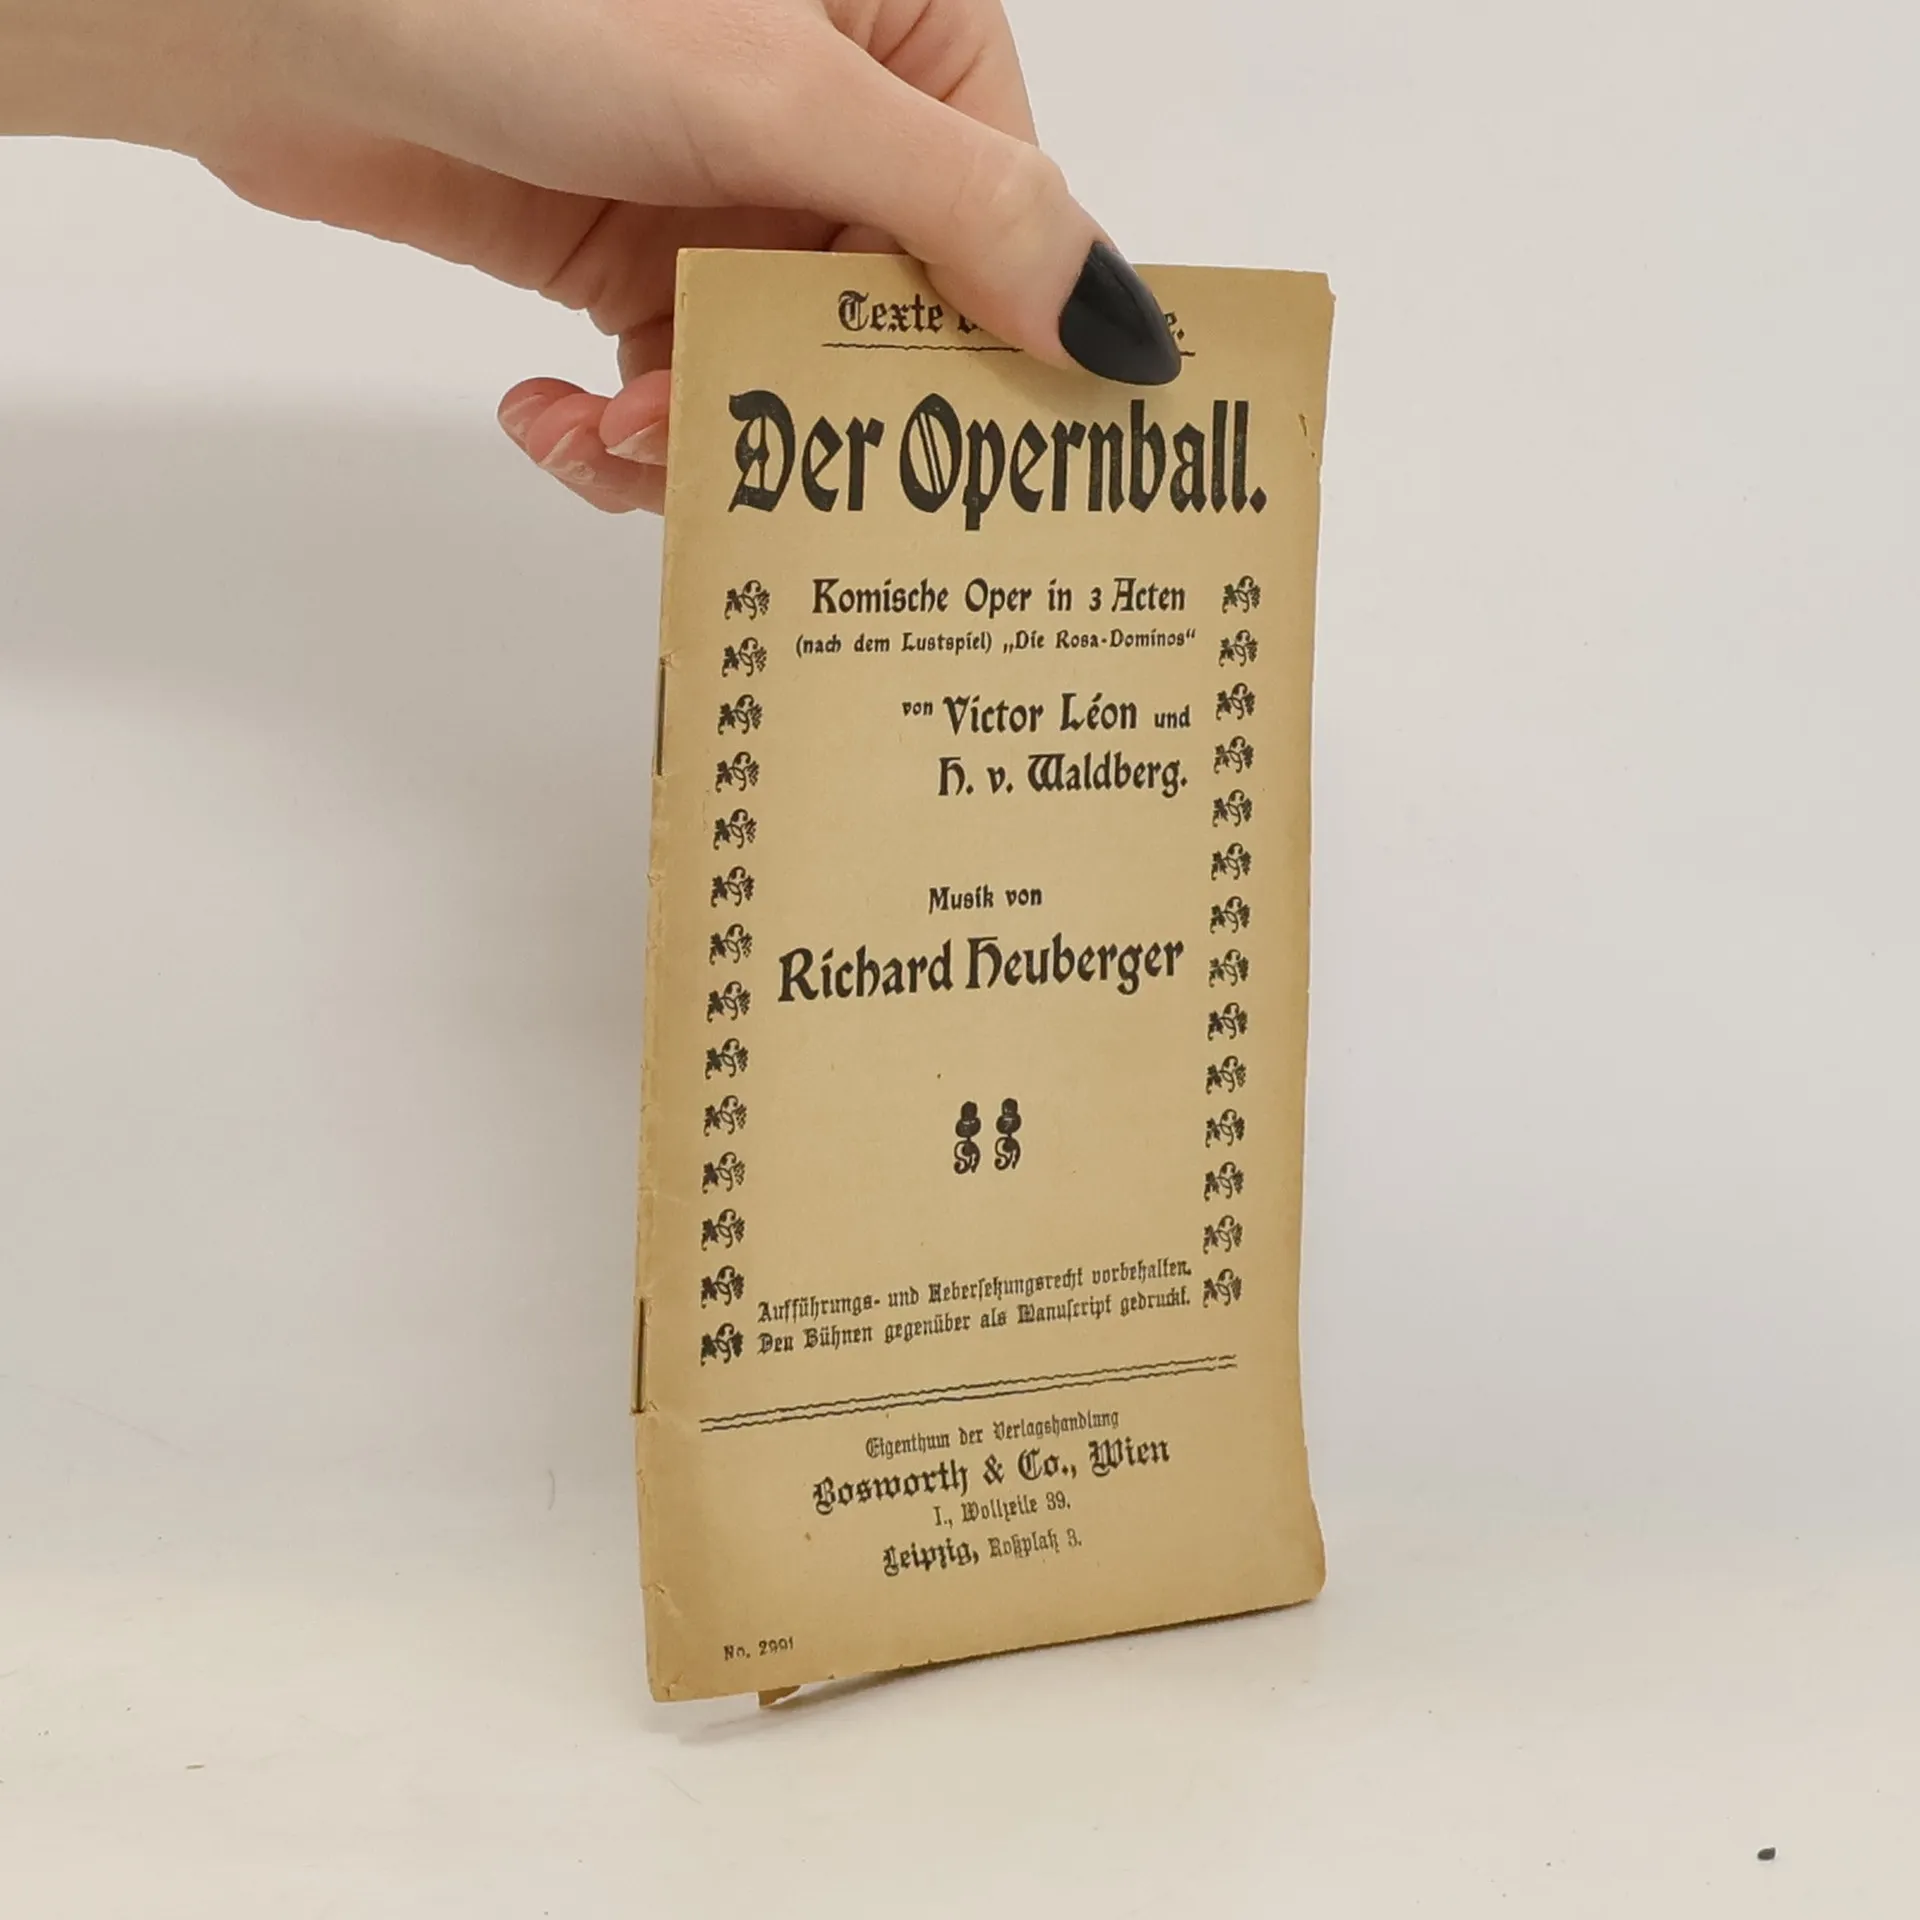 Texte
Der Opernball.
Komische Oper in 3 Acten
(nach dem Lustspiel) „Die Rosa-Dominos“
von Victor Léon und
H. v. Waldberg.
Musik von
Richard Heuberger
Aufführungs- und Uebersetzungsrecht vorbehalten.
Den Bühnen gegenüber als Manuscript gedruckt.
Eigenthum der Verlagshandlung
Bosworth & Co., Wien
I., Wollzeile 39.
Leipzig, Roßplatz 3.
No. 2991